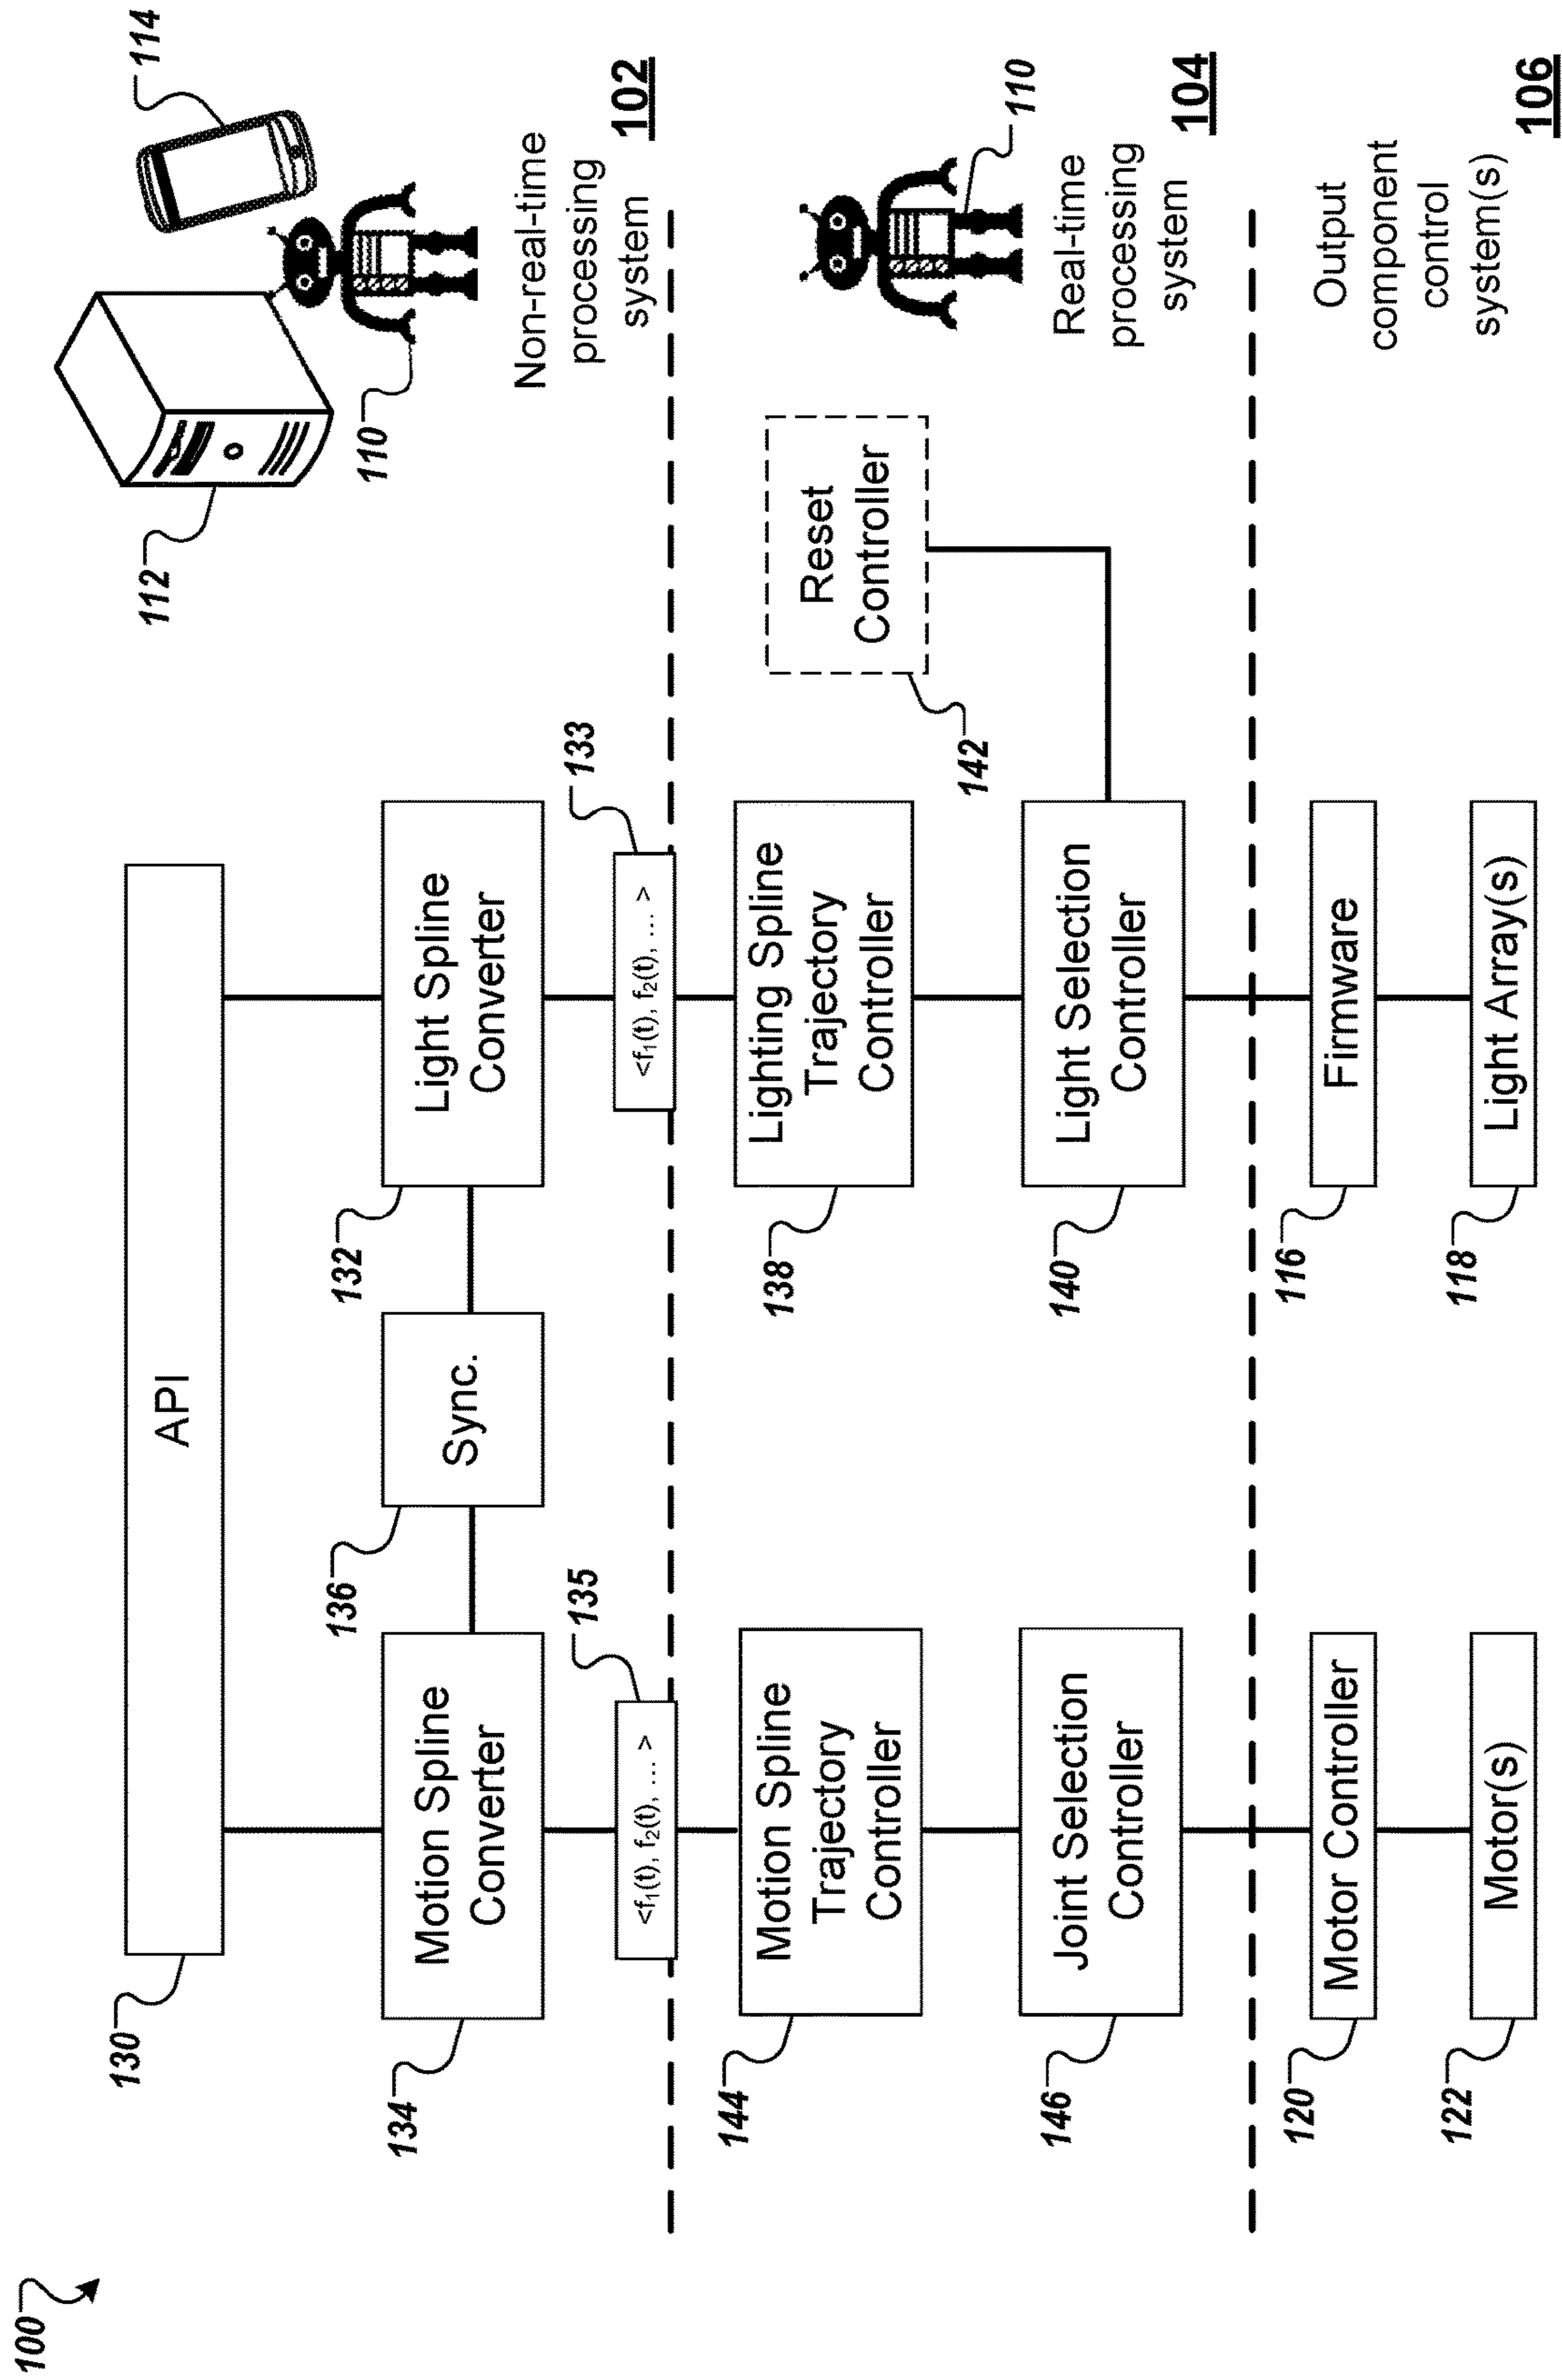 100
130
API
112
114
110
134
Motion Spline
Converter
136
Sync.
132
Light Spline
Converter
Non-real-time
processing
system
102
135
<f1(t), f2(t), ... >
133
<f1(t), f2(t), ... >
144
Motion Spline
Trajectory
Controller
138
Lighting Spline
Trajectory
Controller
142
Reset
Controller
110
146
Joint Selection
Controller
140
Light Selection
Controller
Real-time
processing
system
104
120
Motor Controller
116
Firmware
122
Motor(s)
118
Light Array(s)
Output
component
control
system(s)
106